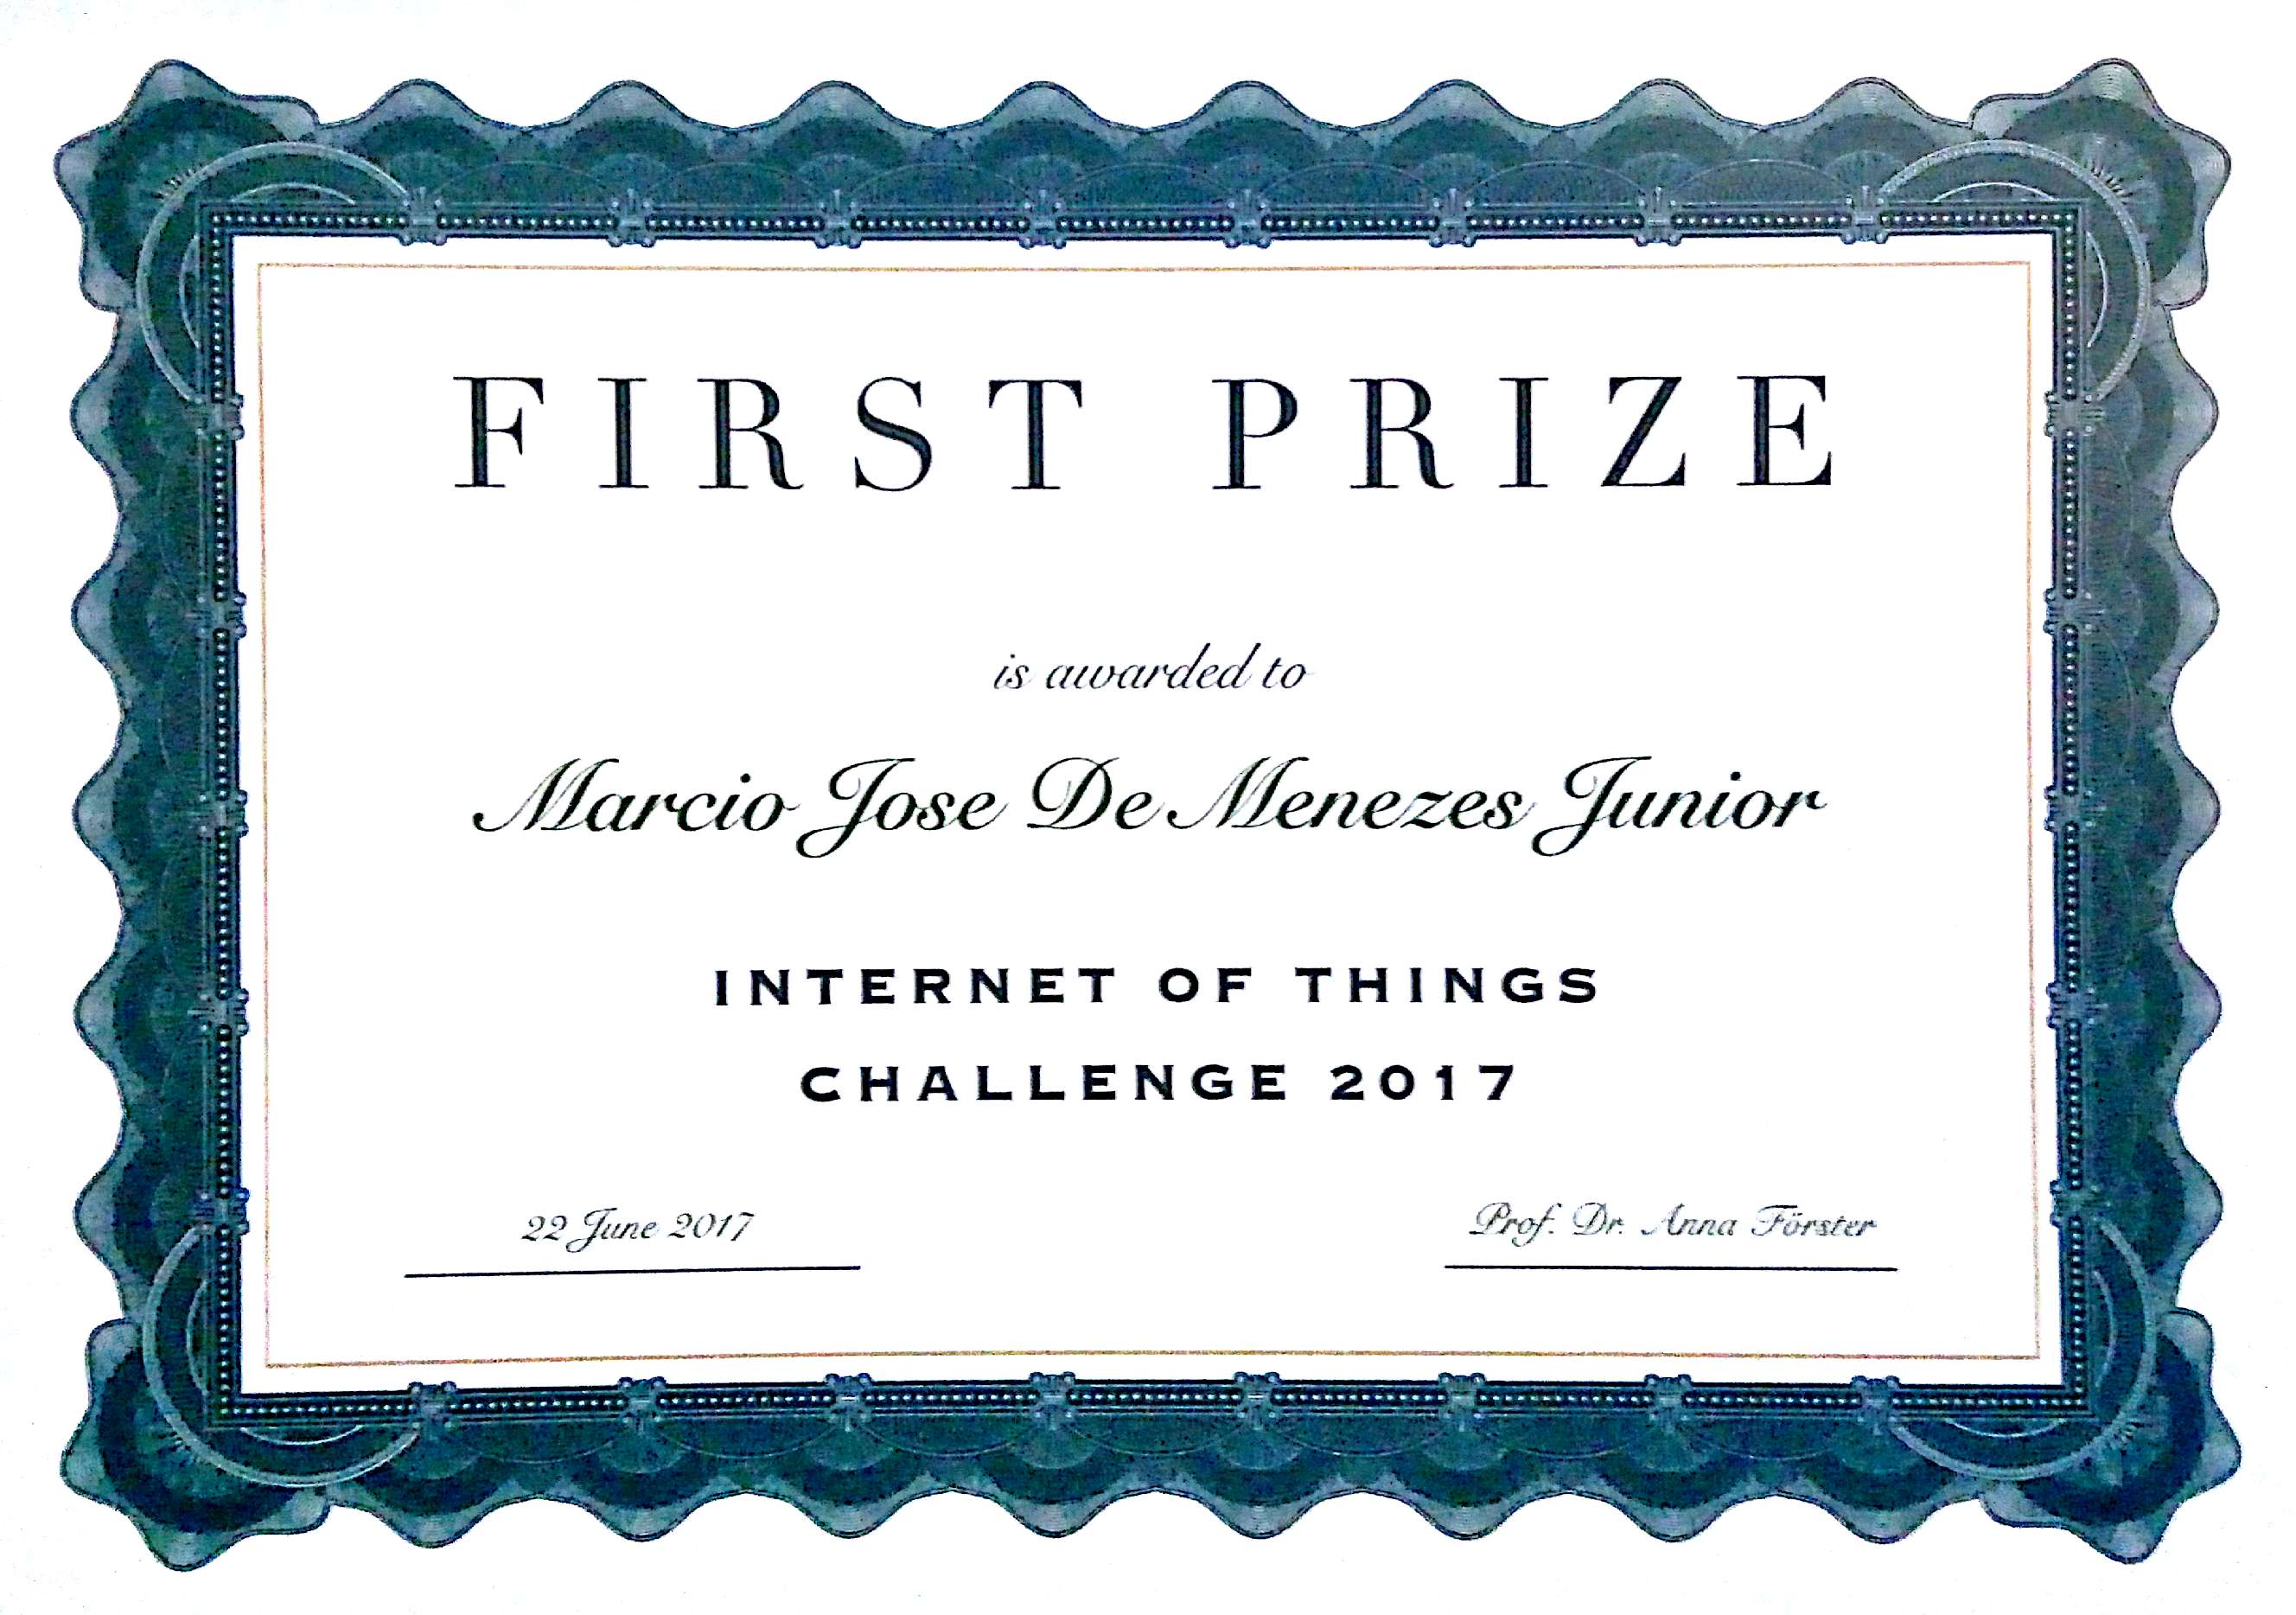 FIRST PRIZE
is awarded to
Marcio Jose De Menezes Junior
INTERNET OF THINGS
CHALLENGE 2017
22 June 2017
Prof. Dr. Anna Förster